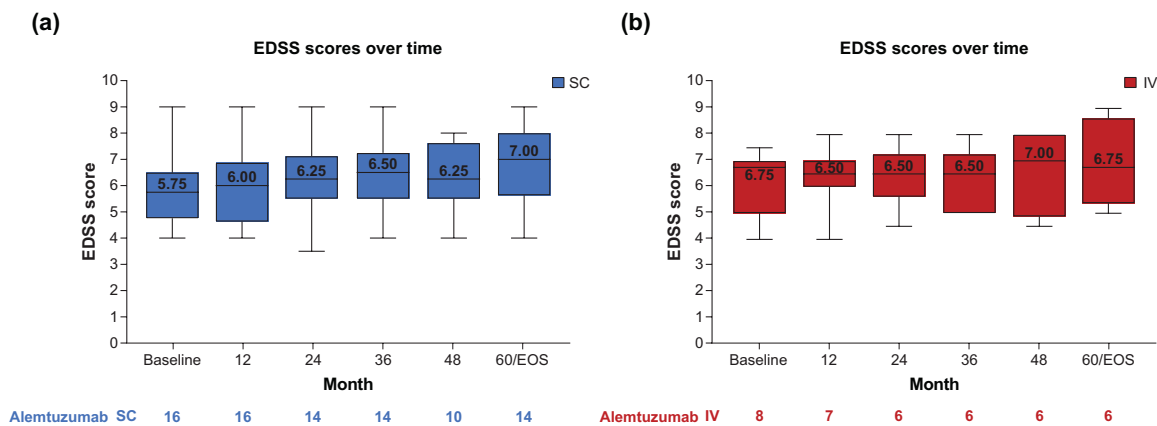 (a)
EDSS scores over time
SC
EDSS score
10
9
8
7
6
5
4
3
2
1
0
5.75
6.00
6.25
6.50
6.25
7.00
Baseline 12 24 36 48 60/EOS
Month
Alemtuzumab SC 16 16 14 14 10 14
(b)
EDSS scores over time
IV
EDSS score
10
9
8
7
6
5
4
3
2
1
0
6.75
6.50
6.50
6.50
7.00
6.75
Baseline 12 24 36 48 60/EOS
Month
Alemtuzumab IV 8 7 6 6 6 6